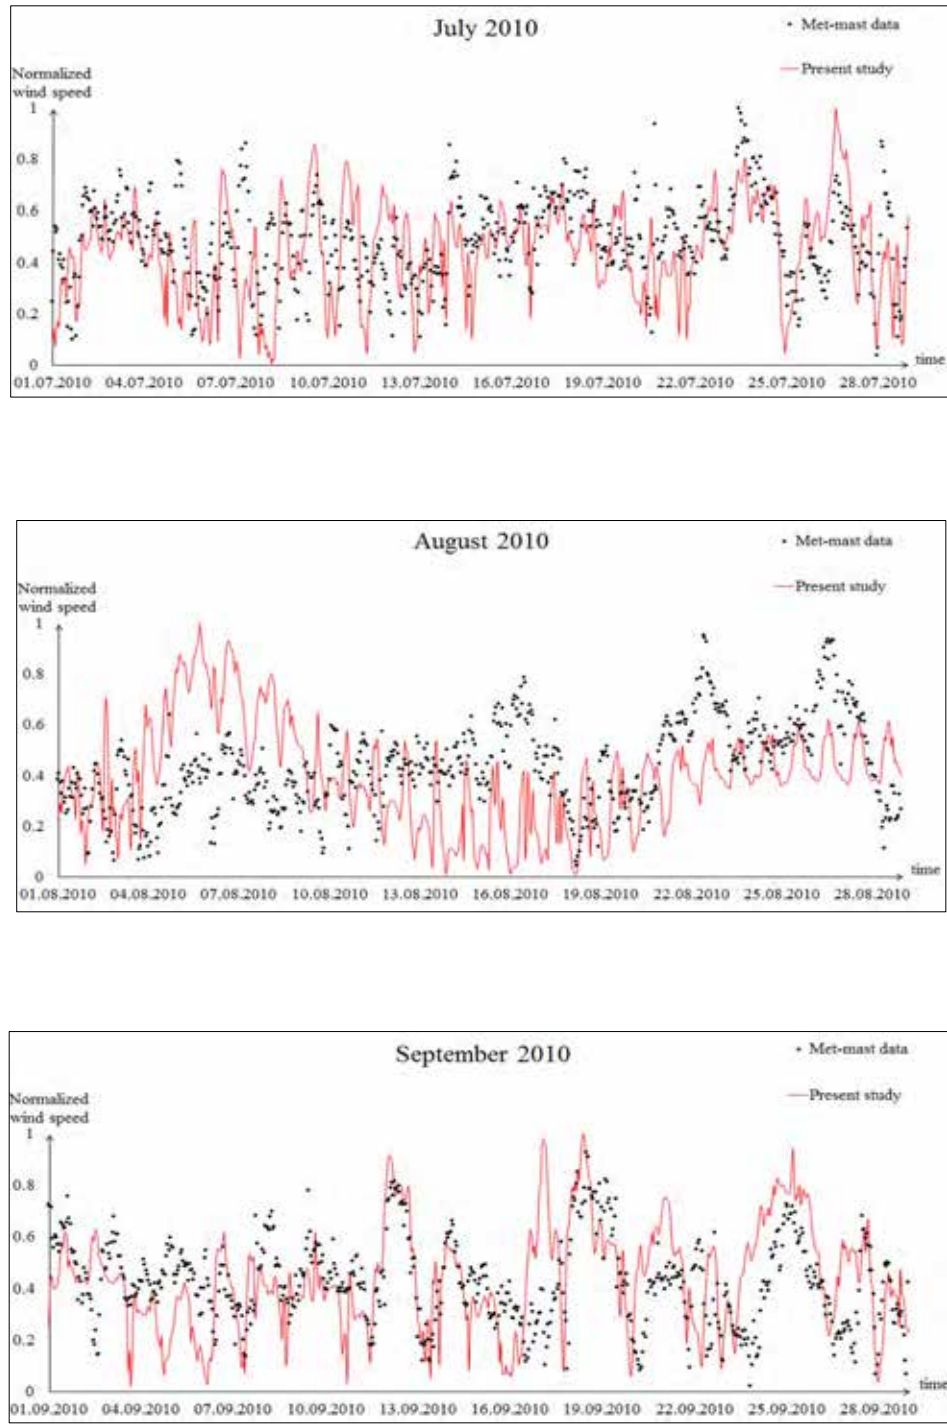 July 2010
Met-mast data
Present study
Normalized
wind speed
1
0.8
0.6
0.4
0.2
0
time
01.07.2010 04.07.2010 07.07.2010 10.07.2010 13.07.2010 16.07.2010 19.07.2010 22.07.2010 25.07.2010 28.07.2010
August 2010
Met-mast data
Present study
Normalized
wind speed
1
0.8
0.6
0.4
0.2
0
time
01.08.2010 04.08.2010 07.08.2010 10.08.2010 13.08.2010 16.08.2010 19.08.2010 22.08.2010 25.08.2010 28.08.2010
September 2010
Met-mast data
Present study
Normalized
wind speed
1
0.8
0.6
0.4
0.2
0
time
01.09.2010 04.09.2010 07.09.2010 10.09.2010 13.09.2010 16.09.2010 19.09.2010 22.09.2010 25.09.2010 28.09.2010